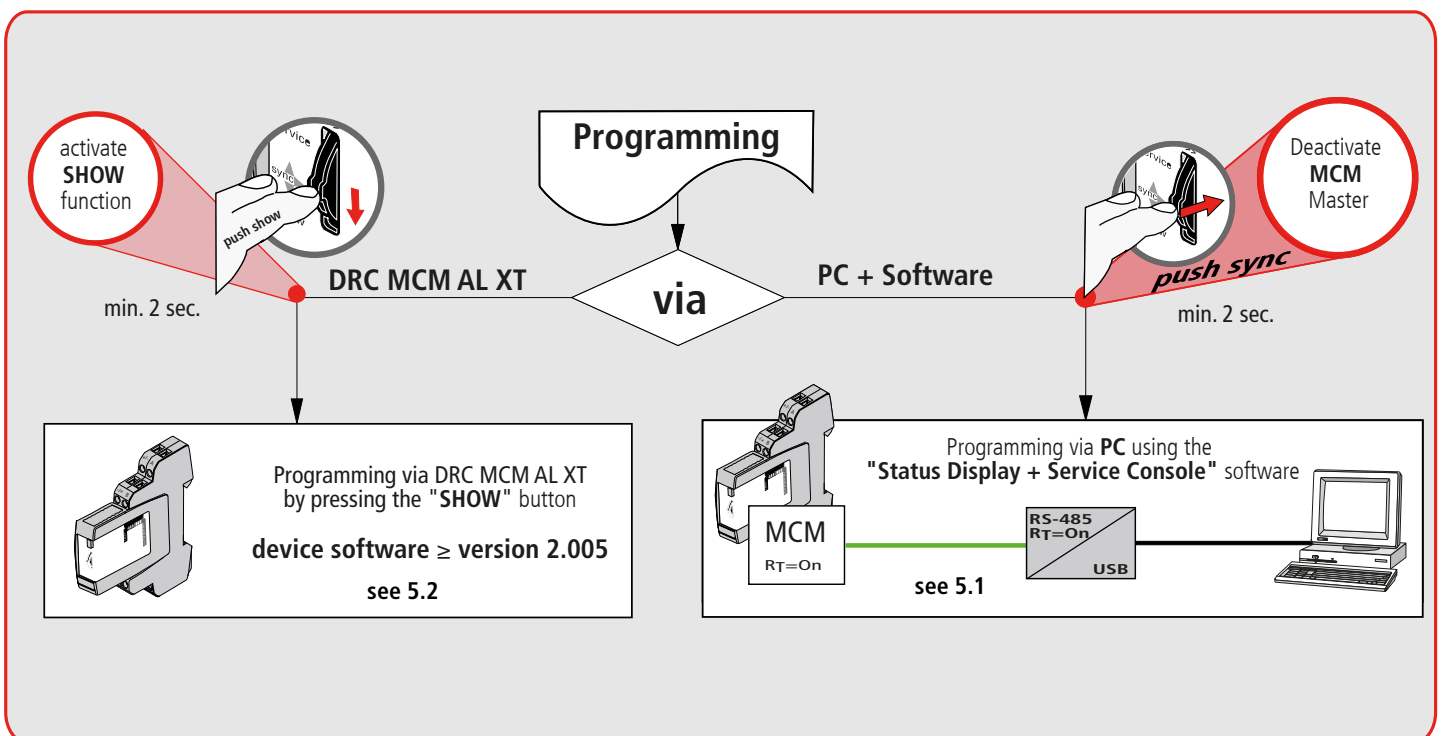 Programming
activate
SHOW
function
sync
push show
min. 2 sec.
DRC MCM AL XT
via
PC + Software
sync
push sync
Deactivate
MCM
Master
min. 2 sec.
Programming via DRC MCM AL XT
by pressing the "SHOW" button
device software ≥ version 2.005
see 5.2
Programming via PC using the
"Status Display + Service Console" software
MCM
RT=On
see 5.1
RS-485
RT=On
USB